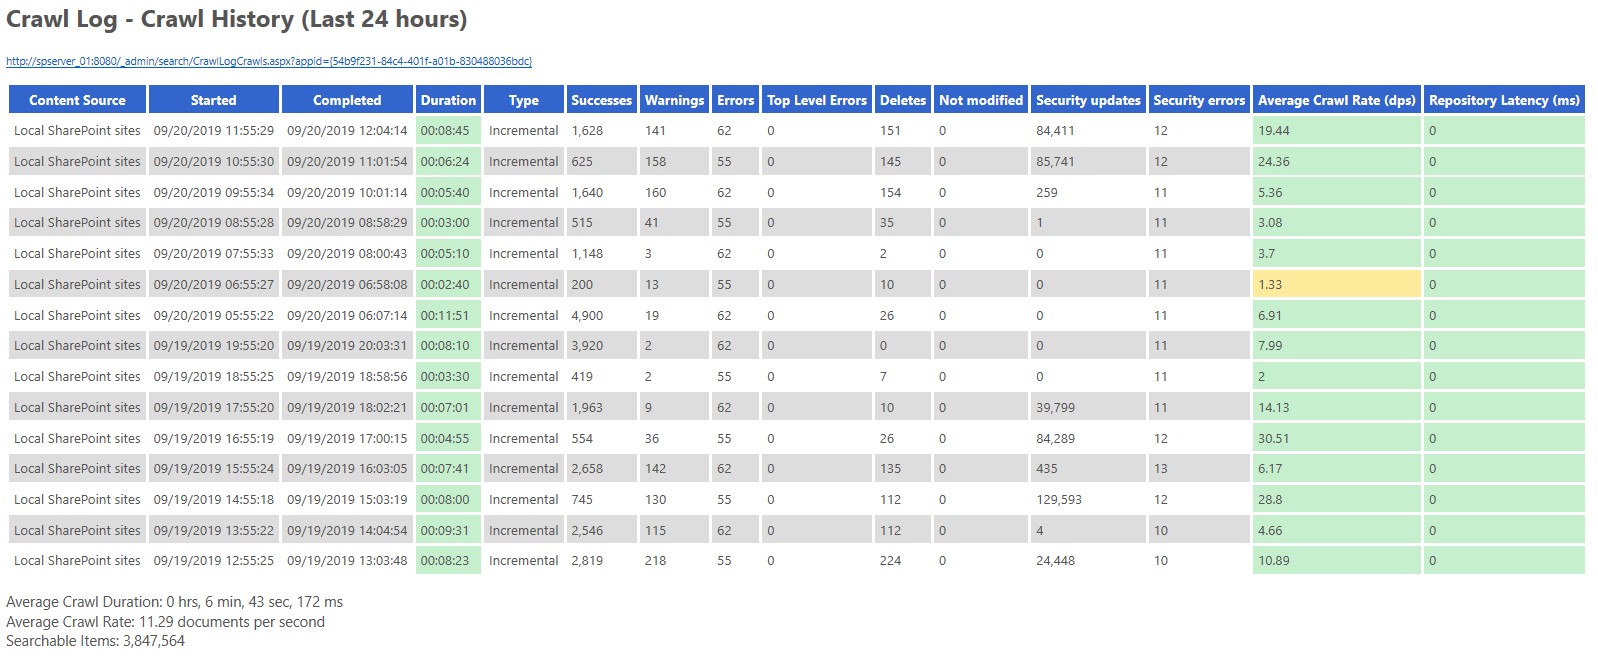 Crawl Log - Crawl History (Last 24 hours)
http://spserver_01:8080/_admin/search/CrawlLogCrawls.aspx?appid={54b9f231-84c4-401f-a01b-830488036bdc}
Content Source Started Completed Duration Type Successes Warnings Errors Top Level Errors Deletes Not modified Security updates Security errors Average Crawl Rate (dps) Repository Latency (ms)
Local SharePoint sites 09/20/2019 11:55:29 09/20/2019 12:04:14 00:08:45 Incremental 1,628 141 62 0 151 0 84,411 12 19.44 0
Local SharePoint sites 09/20/2019 10:55:30 09/20/2019 11:01:54 00:06:24 Incremental 625 158 55 0 145 0 85,741 12 24.36 0
Local SharePoint sites 09/20/2019 09:55:34 09/20/2019 10:01:14 00:05:40 Incremental 1,640 160 62 0 154 0 259 11 5.36 0
Local SharePoint sites 09/20/2019 08:55:28 09/20/2019 08:58:29 00:03:00 Incremental 515 41 55 0 35 0 1 11 3.08 0
Local SharePoint sites 09/20/2019 07:55:33 09/20/2019 08:00:43 00:05:10 Incremental 1,148 3 62 0 2 0 0 11 3.7 0
Local SharePoint sites 09/20/2019 06:55:27 09/20/2019 06:58:08 00:02:40 Incremental 200 13 55 0 10 0 0 11 1.33 0
Local SharePoint sites 09/20/2019 05:55:22 09/20/2019 06:07:14 00:11:51 Incremental 4,900 19 62 0 26 0 0 11 6.91 0
Local SharePoint sites 09/19/2019 19:55:20 09/19/2019 20:03:31 00:08:10 Incremental 3,920 2 62 0 0 0 0 11 7.99 0
Local SharePoint sites 09/19/2019 18:55:25 09/19/2019 18:58:56 00:03:30 Incremental 419 2 55 0 7 0 0 11 2 0
Local SharePoint sites 09/19/2019 17:55:20 09/19/2019 18:02:21 00:07:01 Incremental 1,963 9 62 0 10 0 39,799 11 14.13 0
Local SharePoint sites 09/19/2019 16:55:19 09/19/2019 17:00:15 00:04:55 Incremental 554 36 55 0 26 0 84,289 12 30.51 0
Local SharePoint sites 09/19/2019 15:55:24 09/19/2019 16:03:05 00:07:41 Incremental 2,658 142 62 0 135 0 435 13 6.17 0
Local SharePoint sites 09/19/2019 14:55:18 09/19/2019 15:03:19 00:08:00 Incremental 745 130 55 0 112 0 129,593 12 28.8 0
Local SharePoint sites 09/19/2019 13:55:22 09/19/2019 14:04:54 00:09:31 Incremental 2,546 115 62 0 112 0 4 10 4.66 0
Local SharePoint sites 09/19/2019 12:55:25 09/19/2019 13:03:48 00:08:23 Incremental 2,819 218 55 0 224 0 24,448 10 10.89 0
Average Crawl Duration: 0 hrs, 6 min, 43 sec, 172 ms
Average Crawl Rate: 11.29 documents per second
Searchable Items: 3,847,564